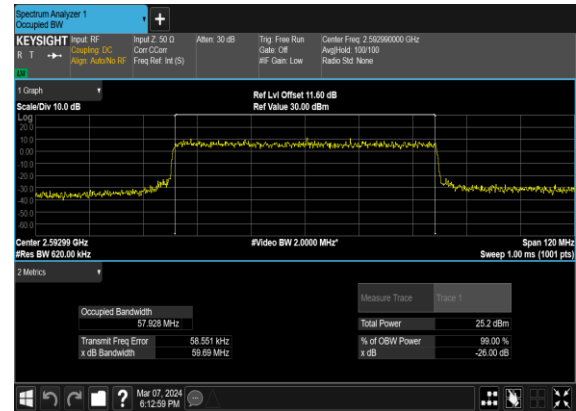 Spectrum Analyzer 1
Occupied BW
+
KEYSIGHT Input: RF Input Z: 50 Ω Atten: 30 dB Trig: Free Run Center Freq: 2.592990000 GHz
R T Coupling: DC Corr CCorr Gate: Off Avg|Hold: 100/100
Align: Auto/No RF Freq Ref: Int (S) #IF Gain: Low Radio Std: None
1 Graph
Ref Lvl Offset 11.60 dB
Scale/Div 10.0 dB Ref Value 30.00 dBm
Log
20.0
10.0
0.00
-10.0
-20.0
-30.0
-40.0
-50.0
-60.0
Center 2.59299 GHz #Video BW 2.0000 MHz* Span 120 MHz
#Res BW 620.00 kHz Sweep 1.00 ms (1001 pts)
2 Metrics
Measure Trace Trace 1
Occupied Bandwidth
57.928 MHz Total Power 25.2 dBm
Transmit Freq Error 58.551 kHz % of OBW Power 99.00 %
x dB Bandwidth 59.69 MHz x dB -26.00 dB
?
Mar 07, 2024
6:12:59 PM